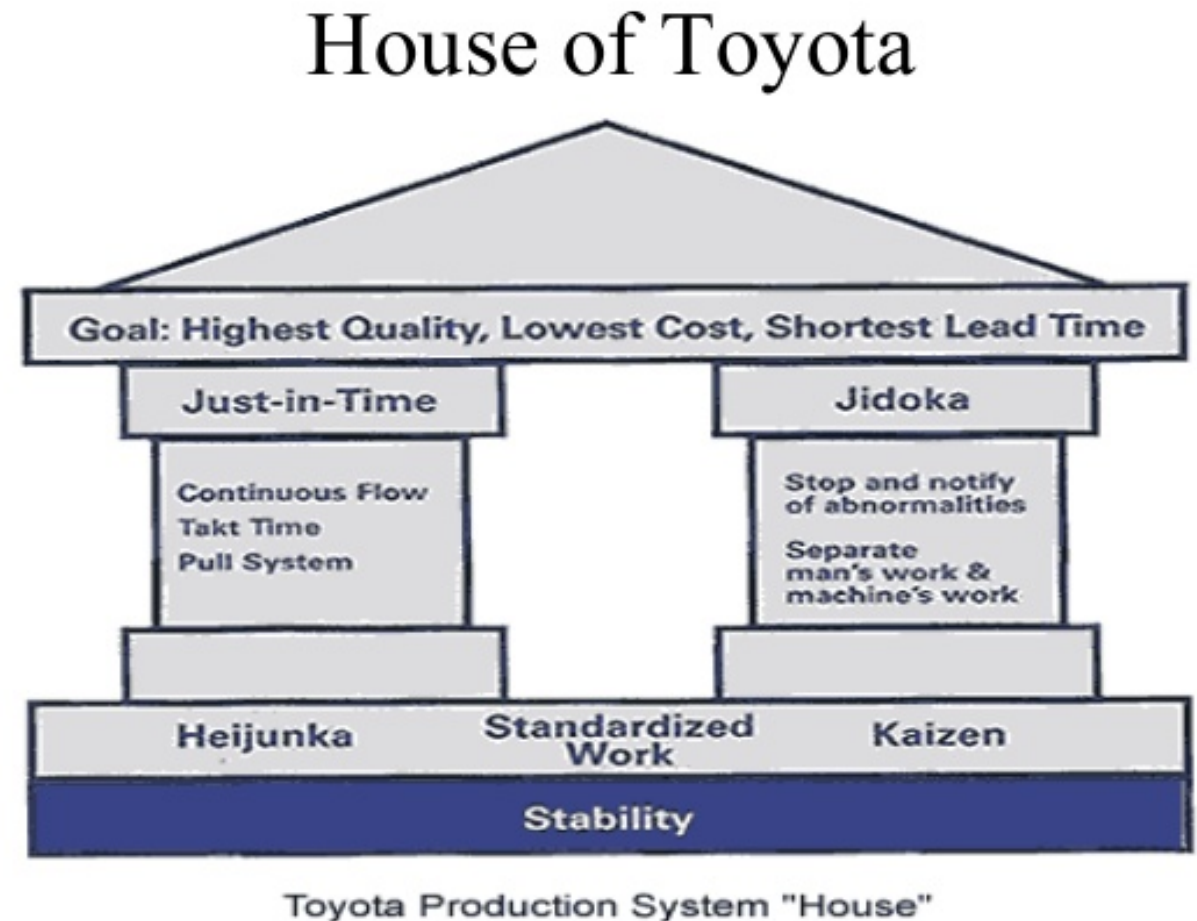 House of Toyota
Goal: Highest Quality, Lowest Cost, Shortest Lead Time
Just-in-Time
Continuous Flow
Takt Time
Pull System
Jidoka
Stop and notify
of abnormalities
Separate
man's work &
machine's work
Heijunka
Standardized
Work
Kaizen
Stability
Toyota Production System "House"